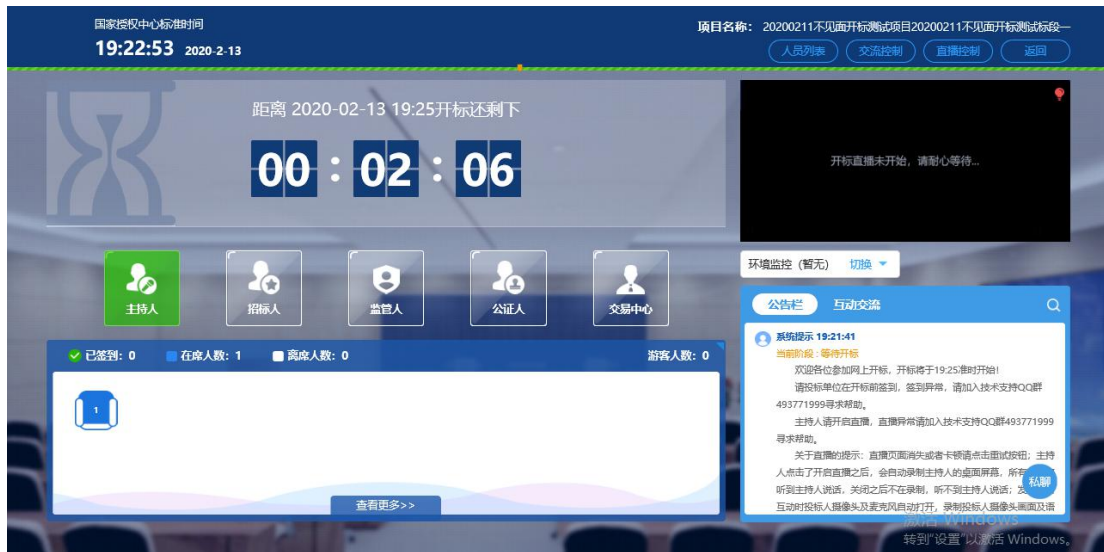 国家授权中心标准时间
19:22:53 2020-2-13
项目名称： 20200211不见面开标测试项目20200211不见面开标测试标段一
人员列表 交流控制 直播控制 返回
距离 2020-02-13 19:25开标还剩下
00 : 02 : 06
开标直播未开始，请耐心等待...
主持人 招标人 监管人 公证人 交易中心
环境监控（暂无） 切换
公告栏 互动交流
已签到：0 在席人数：1 离席人数：0 游客人数：0
1
查看更多>>
系统提示 19:21:41
当前阶段：等待开标
欢迎各位参加网上开标，开标将于19:25准时开始！
请投标单位在开标前签到，签到异常，请加入技术支持QQ群
493771999寻求帮助。
主持人请开启直播，直播异常请加入技术支持QQ群493771999
寻求帮助。
关于直播的提示：直播页面消失或者卡顿请点击重试按钮；主持
人点击了开启直播之后，会自动录制主持人的桌面屏幕，所有
听到主持人说话，关闭之后不在录制，听不到主持人说话；发
互动时投标人摄像头及麦克风自动打开，录制投标人摄像头画面及语
私聊
激活 Windows
转到"设置"以激活 Windows。